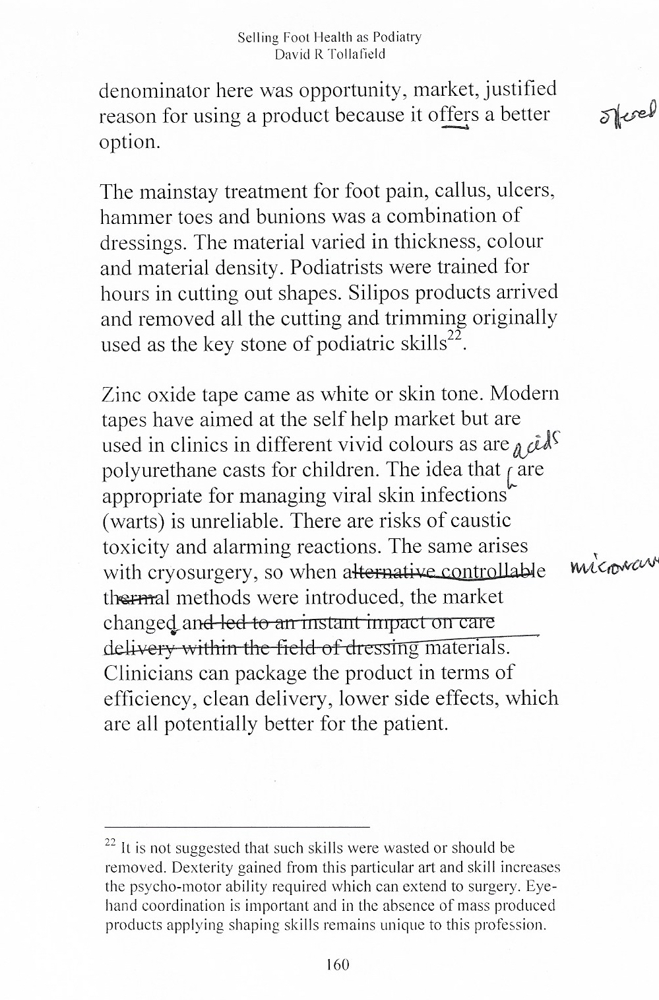 Selling Foot Health as Podiatry
David R Tollafield
denominator here was opportunity, market, justified
reason for using a product because it offers a better
offered
option.
The mainstay treatment for foot pain, callus, ulcers,
hammer toes and bunions was a combination of
dressings. The material varied in thickness, colour
and material density. Podiatrists were trained for
hours in cutting out shapes. Silipos products arrived
and removed all the cutting and trimming originally
used as the key stone of podiatric skills22.
Zinc oxide tape came as white or skin tone. Modern
tapes have aimed at the self help market but are
used in clinics in different vivid colours as are
acids
polyurethane casts for children. The idea that are
appropriate for managing viral skin infections
(warts) is unreliable. There are risks of caustic
toxicity and alarming reactions. The same arises
with cryosurgery, so when alternative controllable
microwave
thermal methods were introduced, the market
changed and led to an instant impact on care
delivery within the field of dressing materials.
Clinicians can package the product in terms of
efficiency, clean delivery, lower side effects, which
are all potentially better for the patient.
22 It is not suggested that such skills were wasted or should be
removed. Dexterity gained from this particular art and skill increases
the psycho-motor ability required which can extend to surgery. Eye-
hand coordination is important and in the absence of mass produced
products applying shaping skills remains unique to this profession.
160